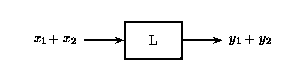 x₁+ x₂ L y₁+ y₂